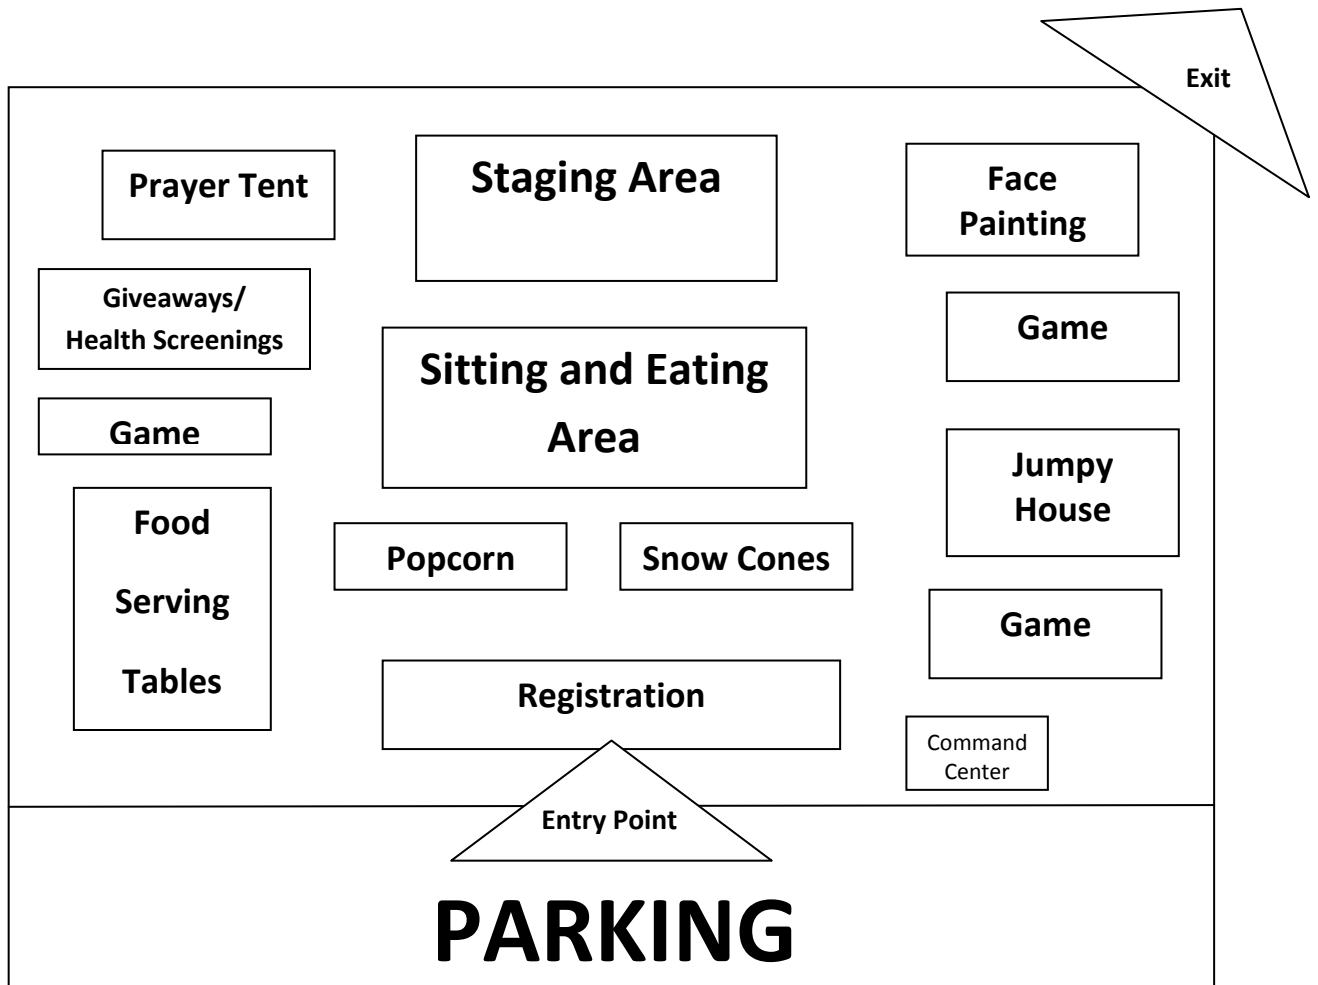 Exit
Prayer Tent
Staging Area
Face
Painting
Giveaways/
Health Screenings
Game
Sitting and Eating
Area
Game
Jumpy
House
Food
Serving
Tables
Popcorn
Snow Cones
Game
Registration
Command
Center
Entry Point
PARKING